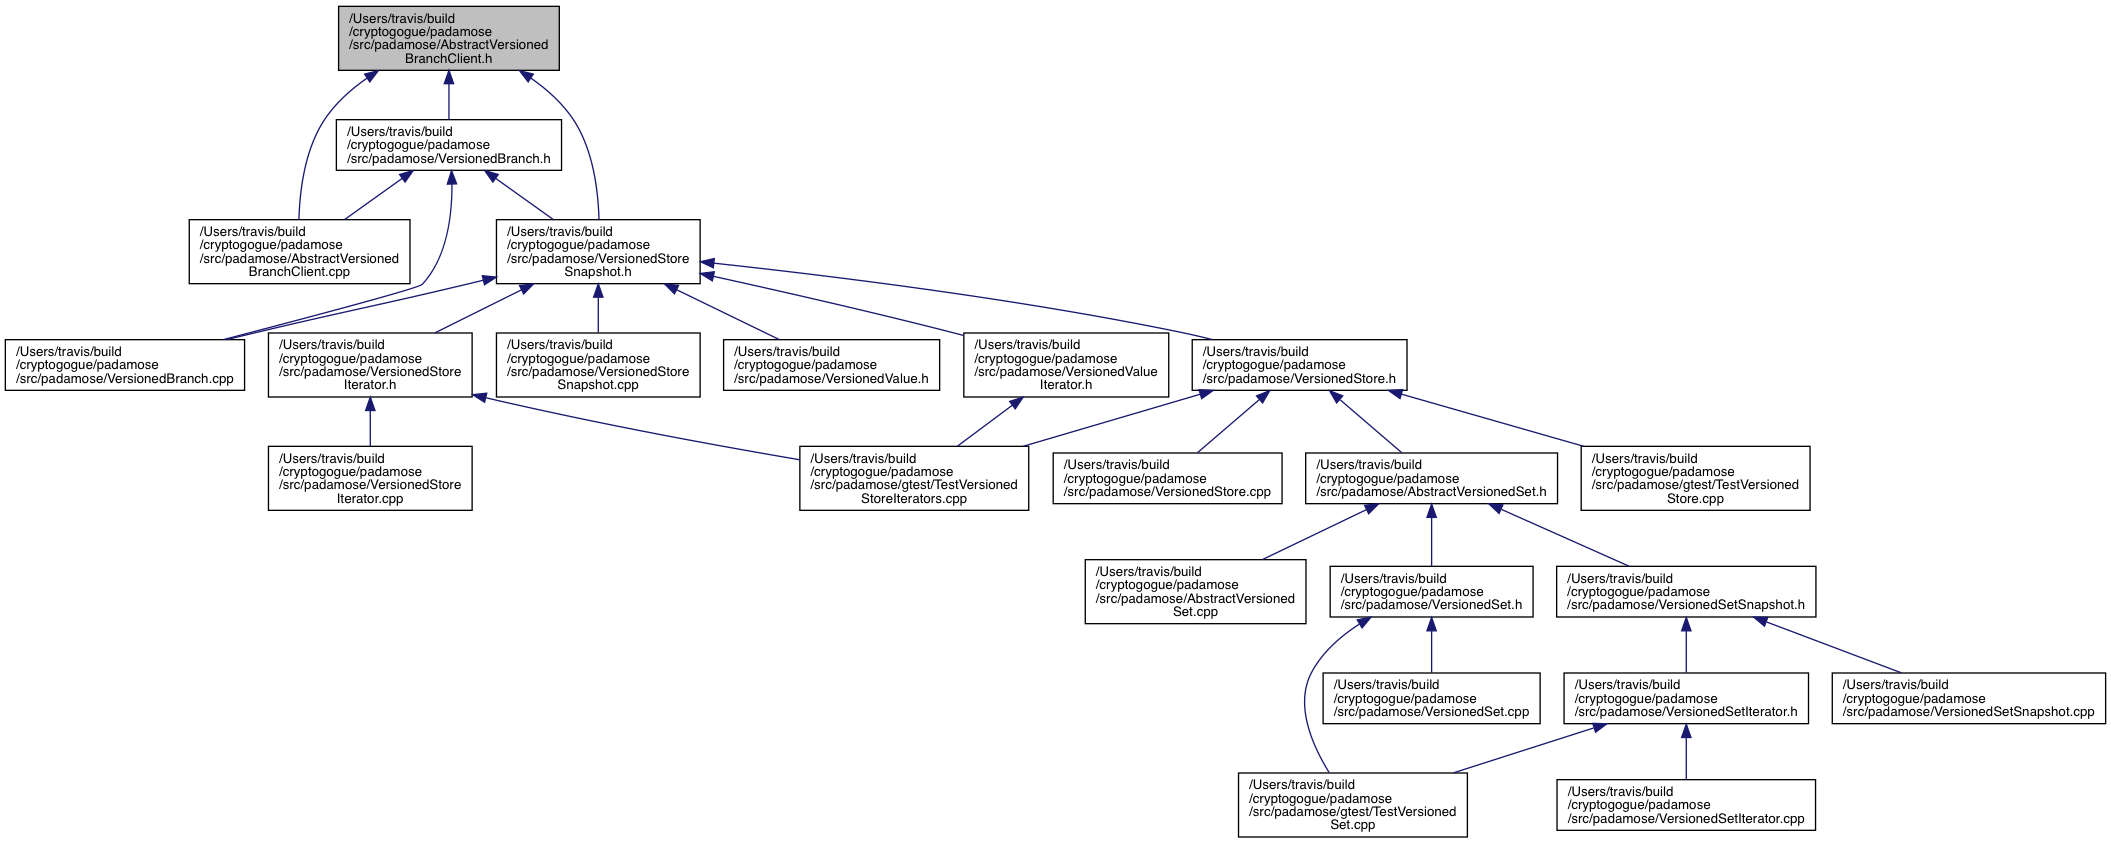 /Users/travis/build
/cryptogogue/padamose
/src/padamose/AbstractVersioned
BranchClient.h
/Users/travis/build
/cryptogogue/padamose
/src/padamose/VersionedBranch.h
/Users/travis/build
/cryptogogue/padamose
/src/padamose/AbstractVersioned
BranchClient.cpp
/Users/travis/build
/cryptogogue/padamose
/src/padamose/VersionedStore
Snapshot.h
/Users/travis/build
/cryptogogue/padamose
/src/padamose/VersionedBranch.cpp
/Users/travis/build
/cryptogogue/padamose
/src/padamose/VersionedStore
Iterator.h
/Users/travis/build
/cryptogogue/padamose
/src/padamose/VersionedStore
Snapshot.cpp
/Users/travis/build
/cryptogogue/padamose
/src/padamose/VersionedValue.h
/Users/travis/build
/cryptogogue/padamose
/src/padamose/VersionedValue
Iterator.h
/Users/travis/build
/cryptogogue/padamose
/src/padamose/VersionedStore.h
/Users/travis/build
/cryptogogue/padamose
/src/padamose/VersionedStore
Iterator.cpp
/Users/travis/build
/cryptogogue/padamose
/src/padamose/gtest/TestVersioned
StoreIterators.cpp
/Users/travis/build
/cryptogogue/padamose
/src/padamose/VersionedStore.cpp
/Users/travis/build
/cryptogogue/padamose
/src/padamose/AbstractVersionedSet.h
/Users/travis/build
/cryptogogue/padamose
/src/padamose/gtest/TestVersioned
Store.cpp
/Users/travis/build
/cryptogogue/padamose
/src/padamose/AbstractVersioned
Set.cpp
/Users/travis/build
/cryptogogue/padamose
/src/padamose/VersionedSet.h
/Users/travis/build
/cryptogogue/padamose
/src/padamose/VersionedSetSnapshot.h
/Users/travis/build
/cryptogogue/padamose
/src/padamose/VersionedSet.cpp
/Users/travis/build
/cryptogogue/padamose
/src/padamose/VersionedSetIterator.h
/Users/travis/build
/cryptogogue/padamose
/src/padamose/VersionedSetSnapshot.cpp
/Users/travis/build
/cryptogogue/padamose
/src/padamose/gtest/TestVersioned
Set.cpp
/Users/travis/build
/cryptogogue/padamose
/src/padamose/VersionedSetIterator.cpp